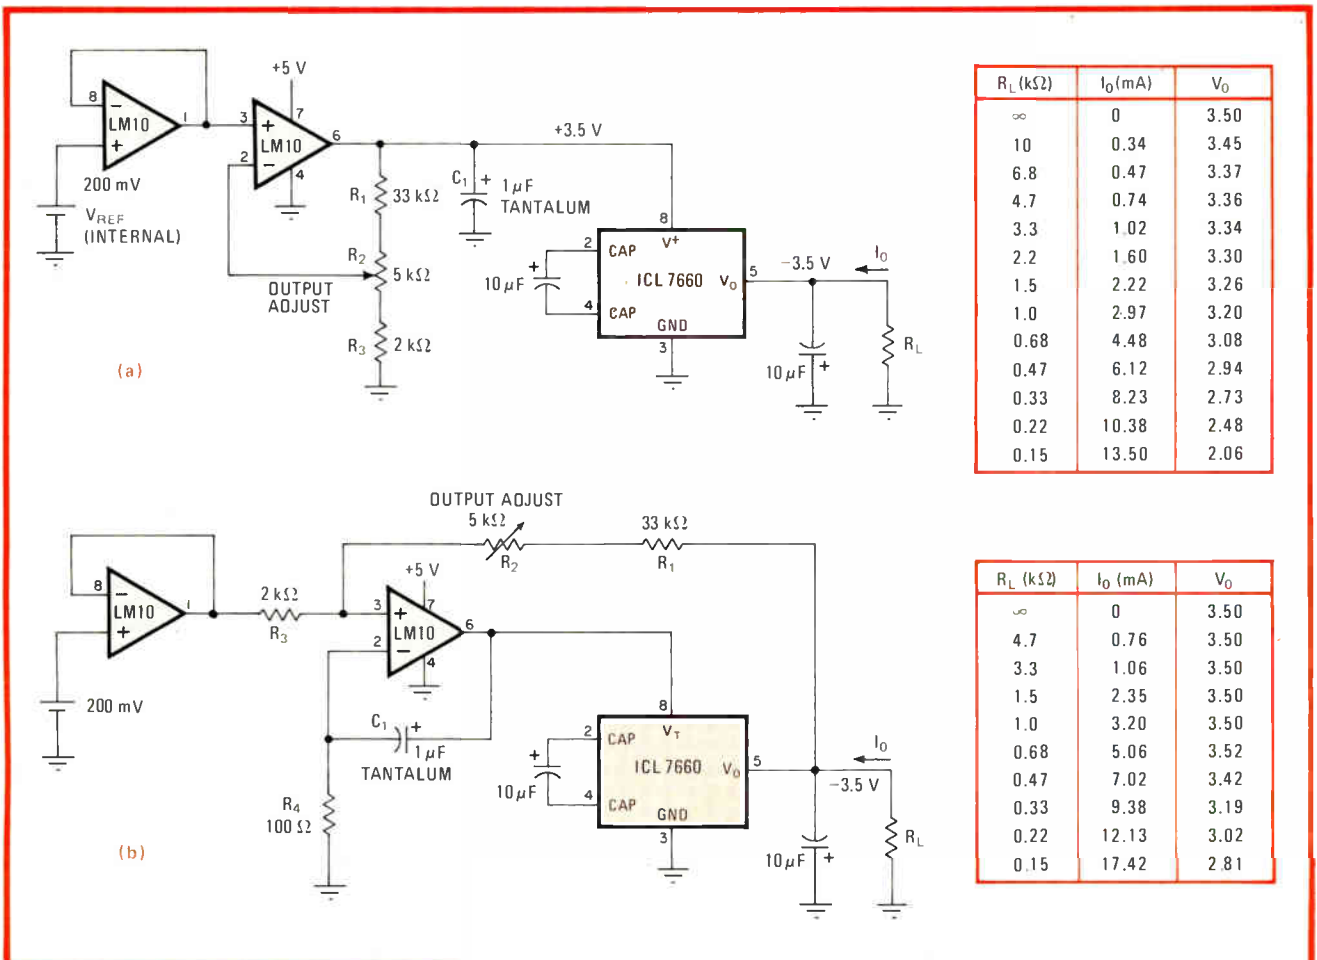 +5 V
8
−
LM10
+
1
3
+
LM10
2
−
7
6
4
200 mV
VREF
(INTERNAL)
R1
33 kΩ
C1
+
1 µF
TANTALUM
+3.5 V
R2
5 kΩ
OUTPUT
ADJUST
R3
2 kΩ
(a)
8
V+
2
CAP
+
10 µF
ICL 7660
VO
5
−3.5 V
IO
4
CAP
GND
3
10 µF
+
RL
RL (kΩ) IO (mA) VO
∞ 0 3.50
10 0.34 3.45
6.8 0.47 3.37
4.7 0.74 3.36
3.3 1.02 3.34
2.2 1.60 3.30
1.5 2.22 3.26
1.0 2.97 3.20
0.68 4.48 3.08
0.47 6.12 2.94
0.33 8.23 2.73
0.22 10.38 2.48
0.15 13.50 2.06
OUTPUT ADJUST
5 kΩ
R2
33 kΩ
R1
8
−
LM10
+
1
2 kΩ
R3
+5 V
3
+
LM10
2
−
7
6
4
200 mV
C1
+
1 µF
TANTALUM
R4
100 Ω
(b)
8
VT
2
CAP
+
10 µF
ICL 7660
VO
5
IO
−3.5 V
4
CAP
GND
3
10 µF
+
RL
RL (kΩ) IO (mA) VO
∞ 0 3.50
4.7 0.76 3.50
3.3 1.06 3.50
1.5 2.35 3.50
1.0 3.20 3.50
0.68 5.06 3.52
0.47 7.02 3.42
0.33 9.38 3.19
0.22 12.13 3.02
0.15 17.42 2.81